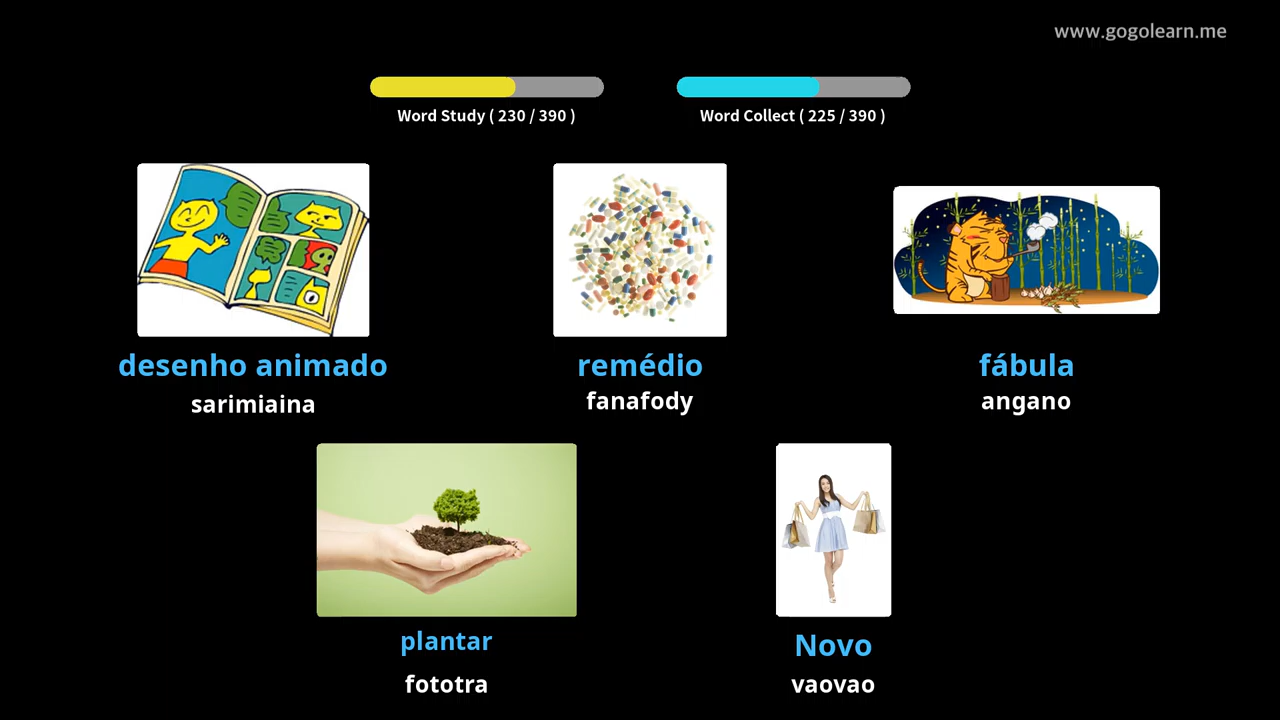 www.gogolearn.me
Word Study ( 230 / 390 )
Word Collect ( 225 / 390 )
desenho animado
sarimiaina
remédio
fanafody
fábula
angano
plantar
fototra
Novo
vaovao